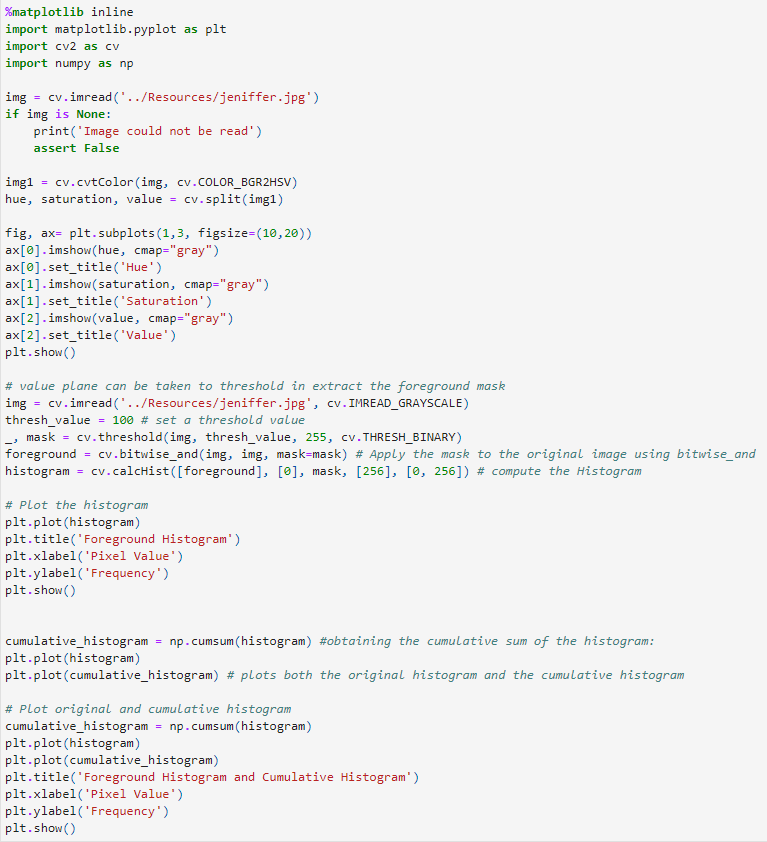 %matplotlib inline
import matplotlib.pyplot as plt
import cv2 as cv
import numpy as np

img = cv.imread('../Resources/jeniffer.jpg')
if img is None:
    print('Image could not be read')
    assert False

img1 = cv.cvtColor(img, cv.COLOR_BGR2HSV)
hue, saturation, value = cv.split(img1)

fig, ax= plt.subplots(1,3, figsize=(10,20))
ax[0].imshow(hue, cmap="gray")
ax[0].set_title('Hue')
ax[1].imshow(saturation, cmap="gray")
ax[1].set_title('Saturation')
ax[2].imshow(value, cmap="gray")
ax[2].set_title('Value')
plt.show()

# value plane can be taken to threshold in extract the foreground mask
img = cv.imread('../Resources/jeniffer.jpg', cv.IMREAD_GRAYSCALE)
thresh_value = 100 # set a threshold value
_, mask = cv.threshold(img, thresh_value, 255, cv.THRESH_BINARY)
foreground = cv.bitwise_and(img, img, mask=mask) # Apply the mask to the original image using bitwise_and
histogram = cv.calcHist([foreground], [0], mask, [256], [0, 256]) # compute the Histogram

# Plot the histogram
plt.plot(histogram)
plt.title('Foreground Histogram')
plt.xlabel('Pixel Value')
plt.ylabel('Frequency')
plt.show()


cumulative_histogram = np.cumsum(histogram) #obtaining the cumulative sum of the histogram:
plt.plot(histogram)
plt.plot(cumulative_histogram) # plots both the original histogram and the cumulative histogram

# Plot original and cumulative histogram
cumulative_histogram = np.cumsum(histogram)
plt.plot(histogram)
plt.plot(cumulative_histogram)
plt.title('Foreground Histogram and Cumulative Histogram')
plt.xlabel('Pixel Value')
plt.ylabel('Frequency')
plt.show()